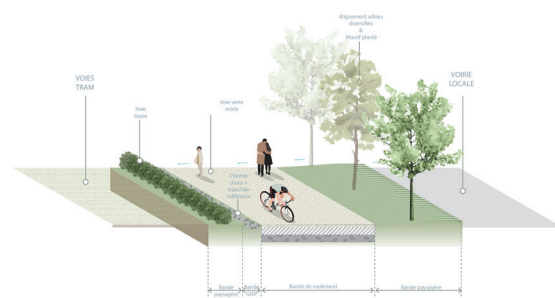 Alignement arbres
diversifiés
&
Massif planté
VOIES
TRAM
VOIRIE
LOCALE
Haie
basse
Voie verte
mixte
Chemin
d'eau +
tranchée
infiltrante
Bande
paysagère
Bande
Bande de roulement
Bande paysagère